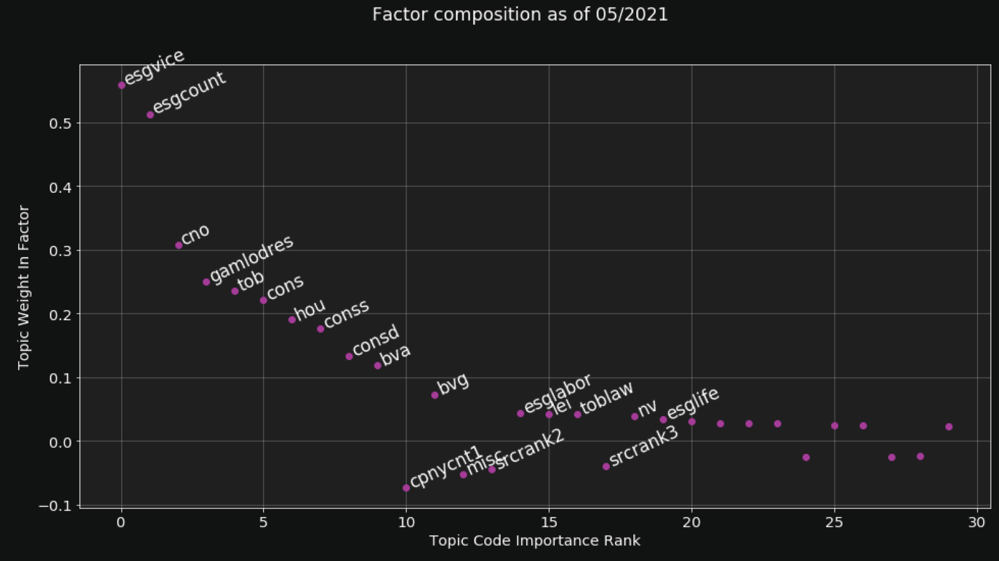 Factor composition as of 05/2021
esgvice
esgcount
cno
gamlodres
tob
cons
hou
conss
consd
bva
bvg
esglabor
lei
toblaw
nv
esglife
cpnycnt1
misc
srcrank2
srcrank3
0.5
0.4
0.3
0.2
0.1
0.0
−0.1
Topic Weight In Factor
0 5 10 15 20 25 30
Topic Code Importance Rank